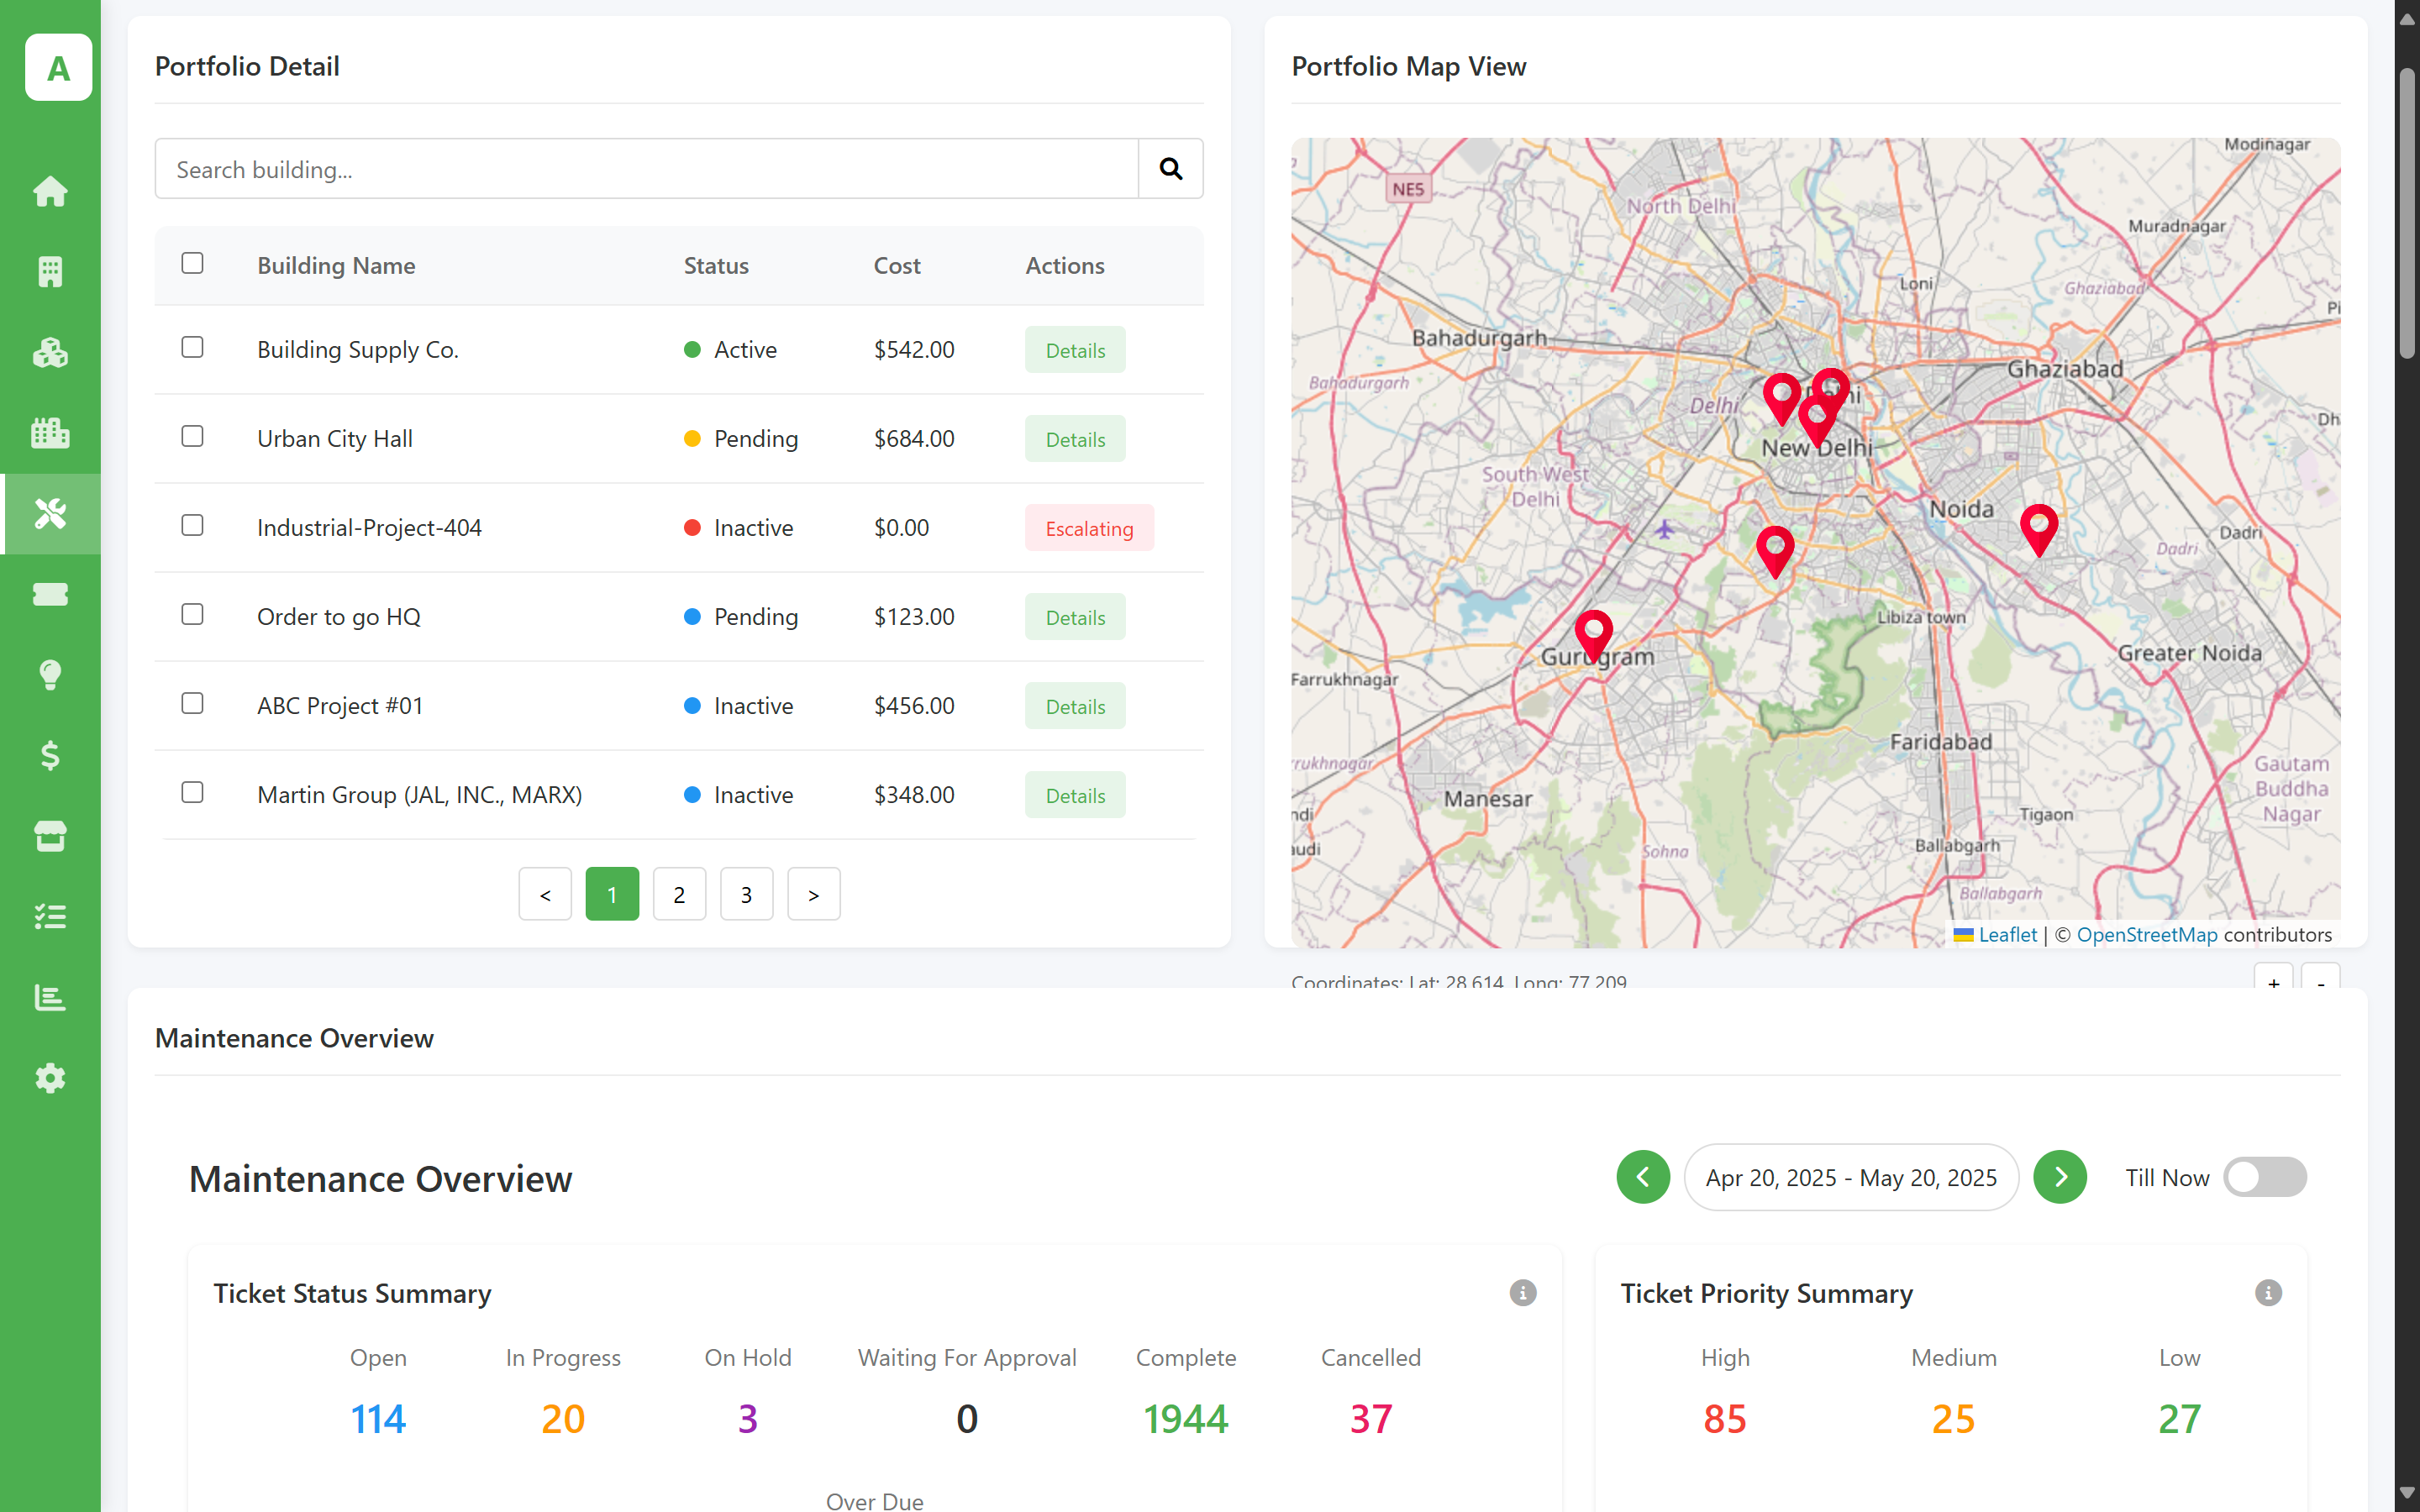 A
Portfolio Detail
Search building...
Building Name Status Cost Actions
Building Supply Co. Active $542.00 Details
Urban City Hall Pending $684.00 Details
Industrial-Project-404 Inactive $0.00 Escalating
Order to go HQ Pending $123.00 Details
ABC Project #01 Inactive $456.00 Details
Martin Group (JAL, INC., MARX) Inactive $348.00 Details
< 1 2 3 >
Portfolio Map View
Modinagar
NE5
North Delhi
Muradnagar
Loni
Ghaziabad
Bahadurgarh
Ghaziabad
Bahadurgarh
Delhi
New Delhi
South West
Delhi
Noida
Dadri
Dadri
Libiza town
Gurugram
Greater Noida
Farrukhnagar
Faridabad
Gautam
Buddha
Nagar
Manesar
Tigaon
Ballabgarh
Sohna
Ballabgarh
Leaflet | © OpenStreetMap contributors
Coordinates: Lat: 28.614, Long: 77.209
+ -
Maintenance Overview
Maintenance Overview
Apr 20, 2025 - May 20, 2025
Till Now
Ticket Status Summary
Open In Progress On Hold Waiting For Approval Complete Cancelled
114 20 3 0 1944 37
Over Due
Ticket Priority Summary
High Medium Low
85 25 27